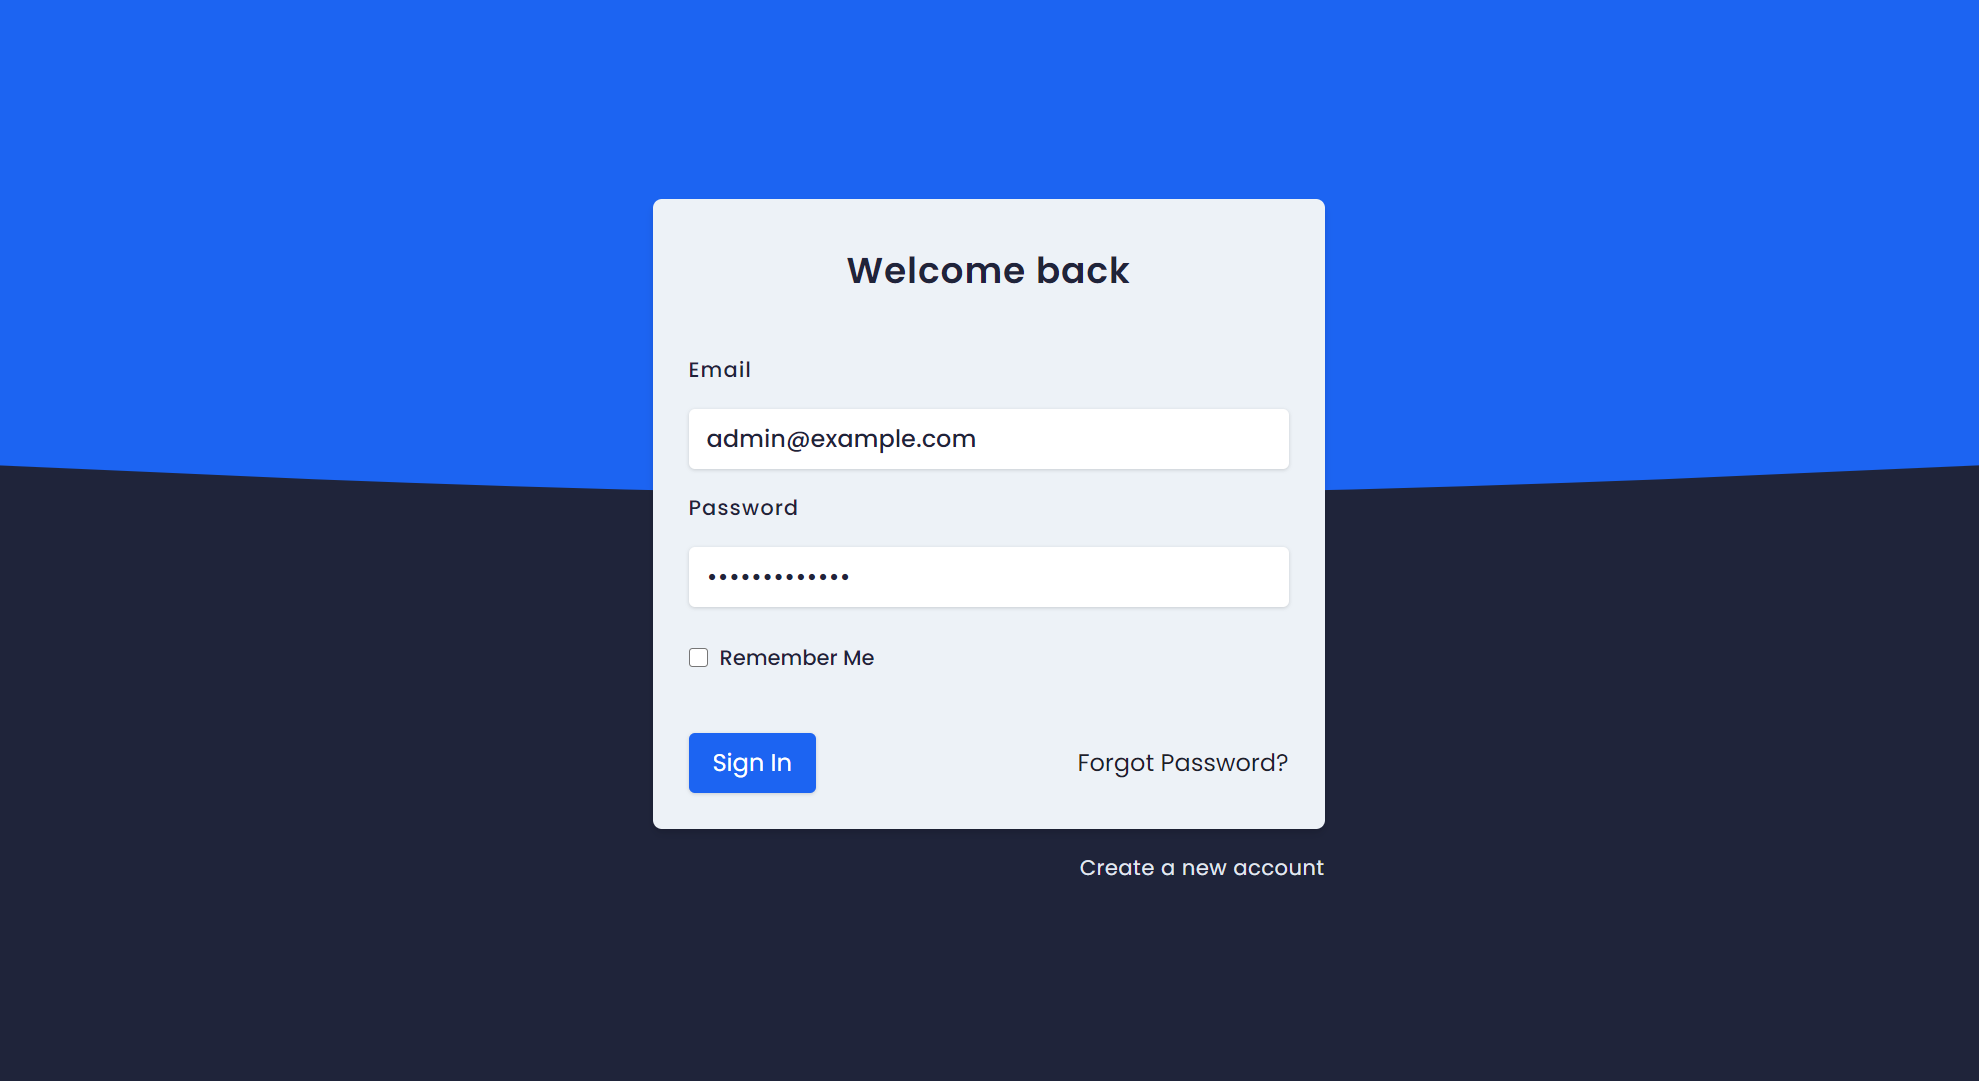 Welcome back
Email
admin@example.com
Password
•••••••••••••
Remember Me
Sign In
Forgot Password?
Create a new account